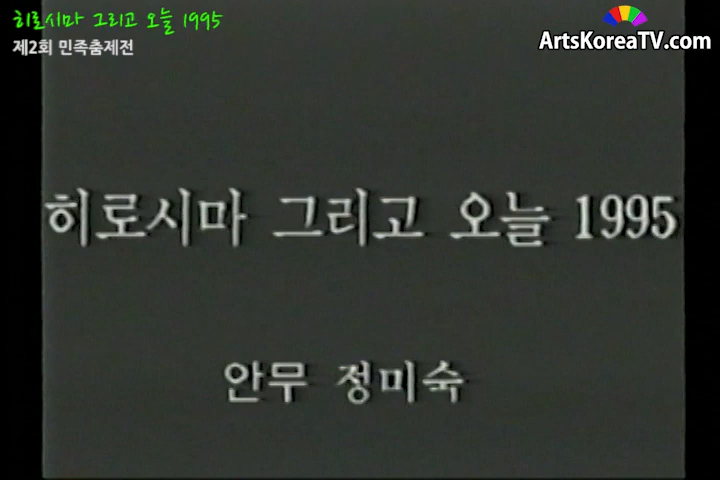 히로시마 그리고 오늘 1995
제2회 민족춤제전
ArtsKoreaTV.com
히로시마 그리고 오늘 1995
안무 정미숙